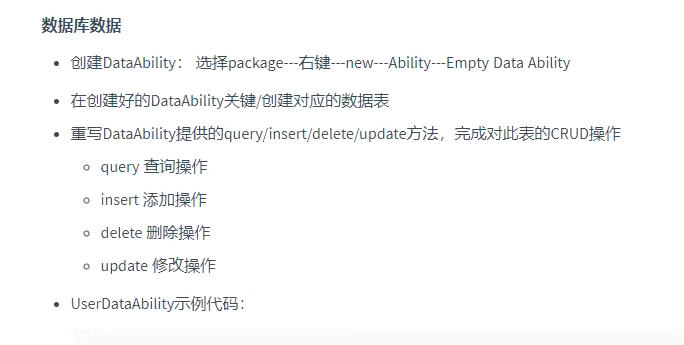 数据库数据
创建DataAbility： 选择package---右键---new---Ability---Empty Data Ability
在创建好的DataAbility关键/创建对应的数据表
重写DataAbility提供的query/insert/delete/update方法，完成对此表的CRUD操作
query 查询操作
insert 添加操作
delete 删除操作
update 修改操作
UserDataAbility示例代码：